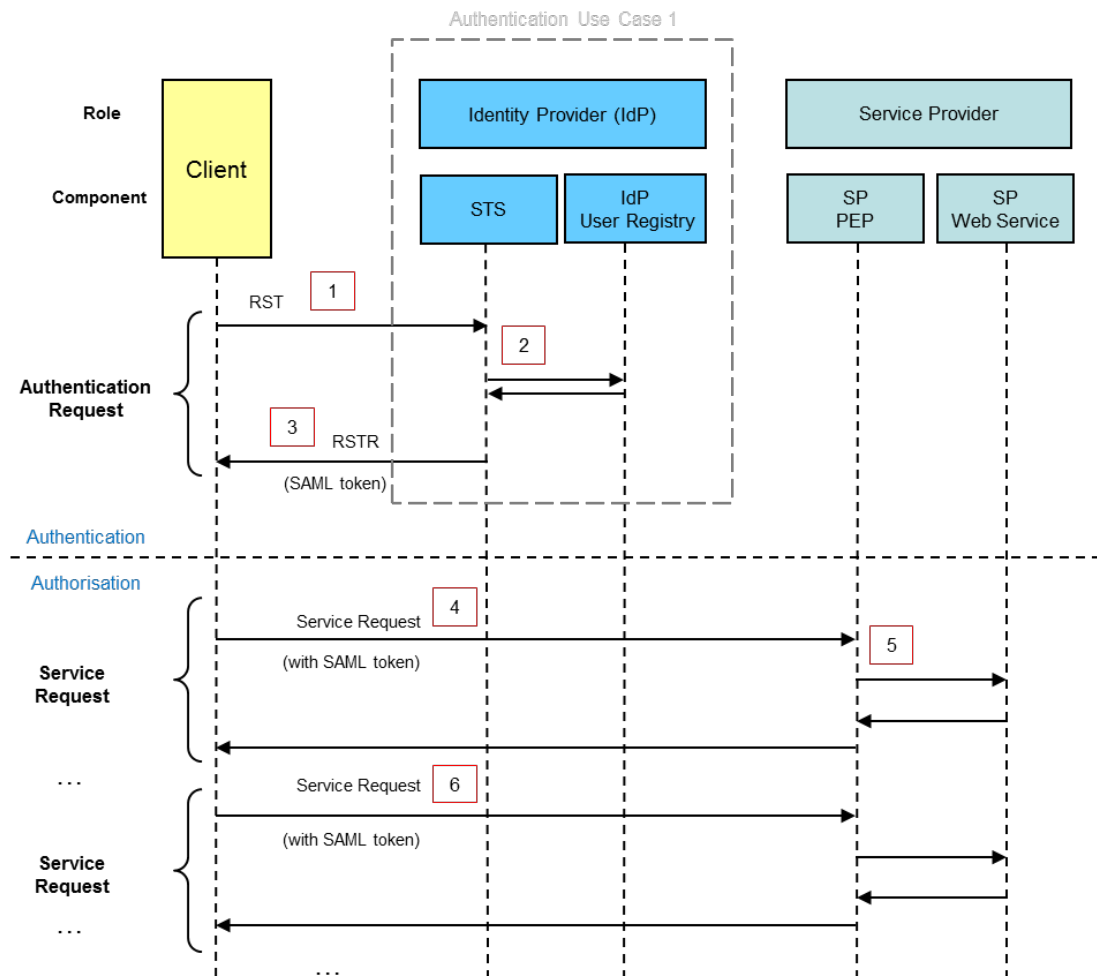 Authentication Use Case 1
Role
Client
Identity Provider (IdP)
Service Provider
Component
STS
IdP
User Registry
SP
PEP
SP
Web Service
RST
1
2
Authentication
Request
3
RSTR
(SAML token)
Authentication
Authorisation
Service Request
4
(with SAML token)
5
Service
Request
...
Service Request
6
(with SAML token)
Service
Request
...
...